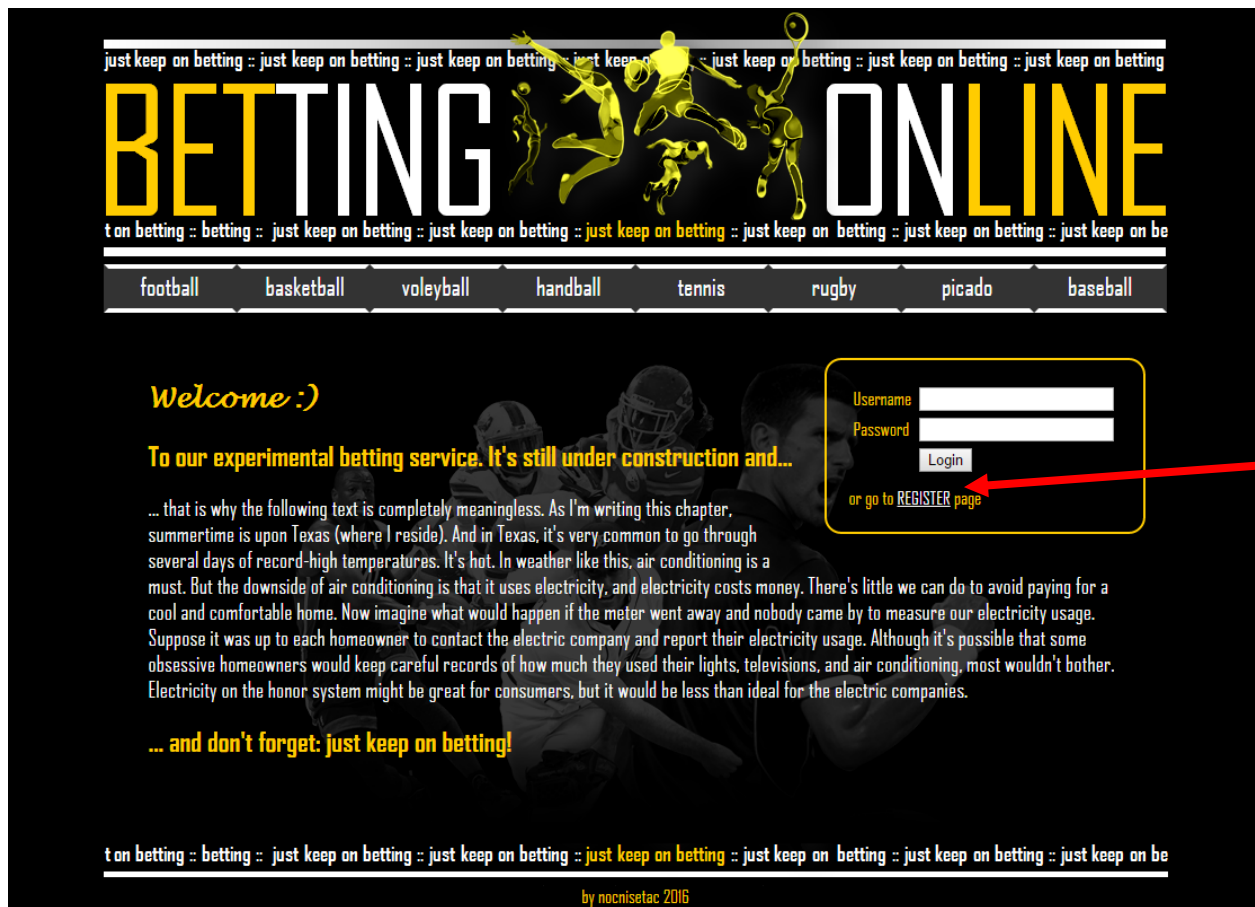 just keep on betting :: just keep on betting :: just keep on betting :: just keep on betting :: just keep on betting :: just keep on betting :: just keep on betting
BETTING ONLINE
t on betting :: betting :: just keep on betting :: just keep on betting :: just keep on betting :: just keep on betting :: just keep on betting :: just keep on be
football basketball voleyball handball tennis rugby picado baseball
Welcome :)
Username
Password
Login
or go to REGISTER page
To our experimental betting service. It's still under construction and...
... that is why the following text is completely meaningless. As I'm writing this chapter,
summertime is upon Texas (where I reside). And in Texas, it's very common to go through
several days of record-high temperatures. It's hot. In weather like this, air conditioning is a
must. But the downside of air conditioning is that it uses electricity, and electricity costs money. There's little we can do to avoid paying for a
cool and comfortable home. Now imagine what would happen if the meter went away and nobody came by to measure our electricity usage.
Suppose it was up to each homeowner to contact the electric company and report their electricity usage. Although it's possible that some
obsessive homeowners would keep careful records of how much they used their lights, televisions, and air conditioning, most wouldn't bother.
Electricity on the honor system might be great for consumers, but it would be less than ideal for the electric companies.
... and don't forget: just keep on betting!
t on betting :: betting :: just keep on betting :: just keep on betting :: just keep on betting :: just keep on betting :: just keep on betting :: just keep on be
by nocnisetac 2016